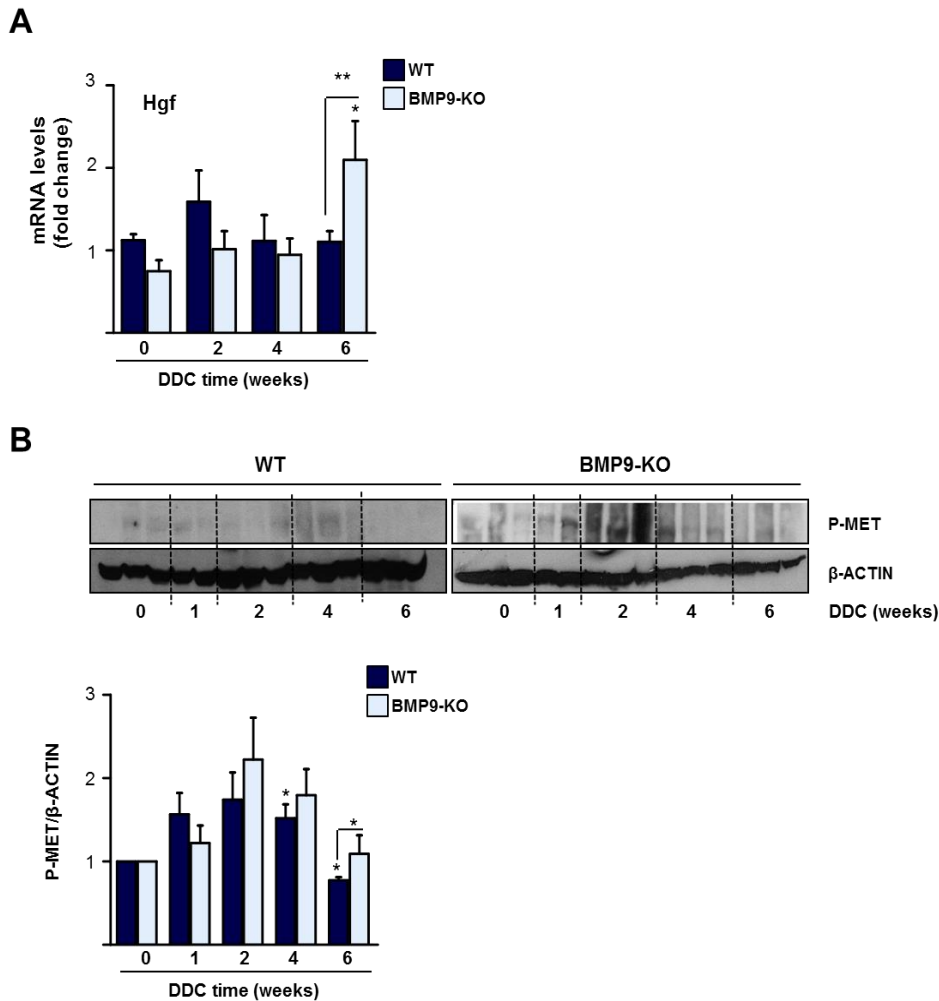 A
WT
BMP9-KO
Hgf
**
*
3
2
1
mRNA levels
(fold change)
0 2 4 6
DDC time (weeks)
B
WT BMP9-KO
P-MET
β-ACTIN
0 1 2 4 6 0 1 2 4 6 DDC (weeks)
WT
BMP9-KO
3
2
1
P-MET/β-ACTIN
*
*
*
0 1 2 4 6
DDC time (weeks)